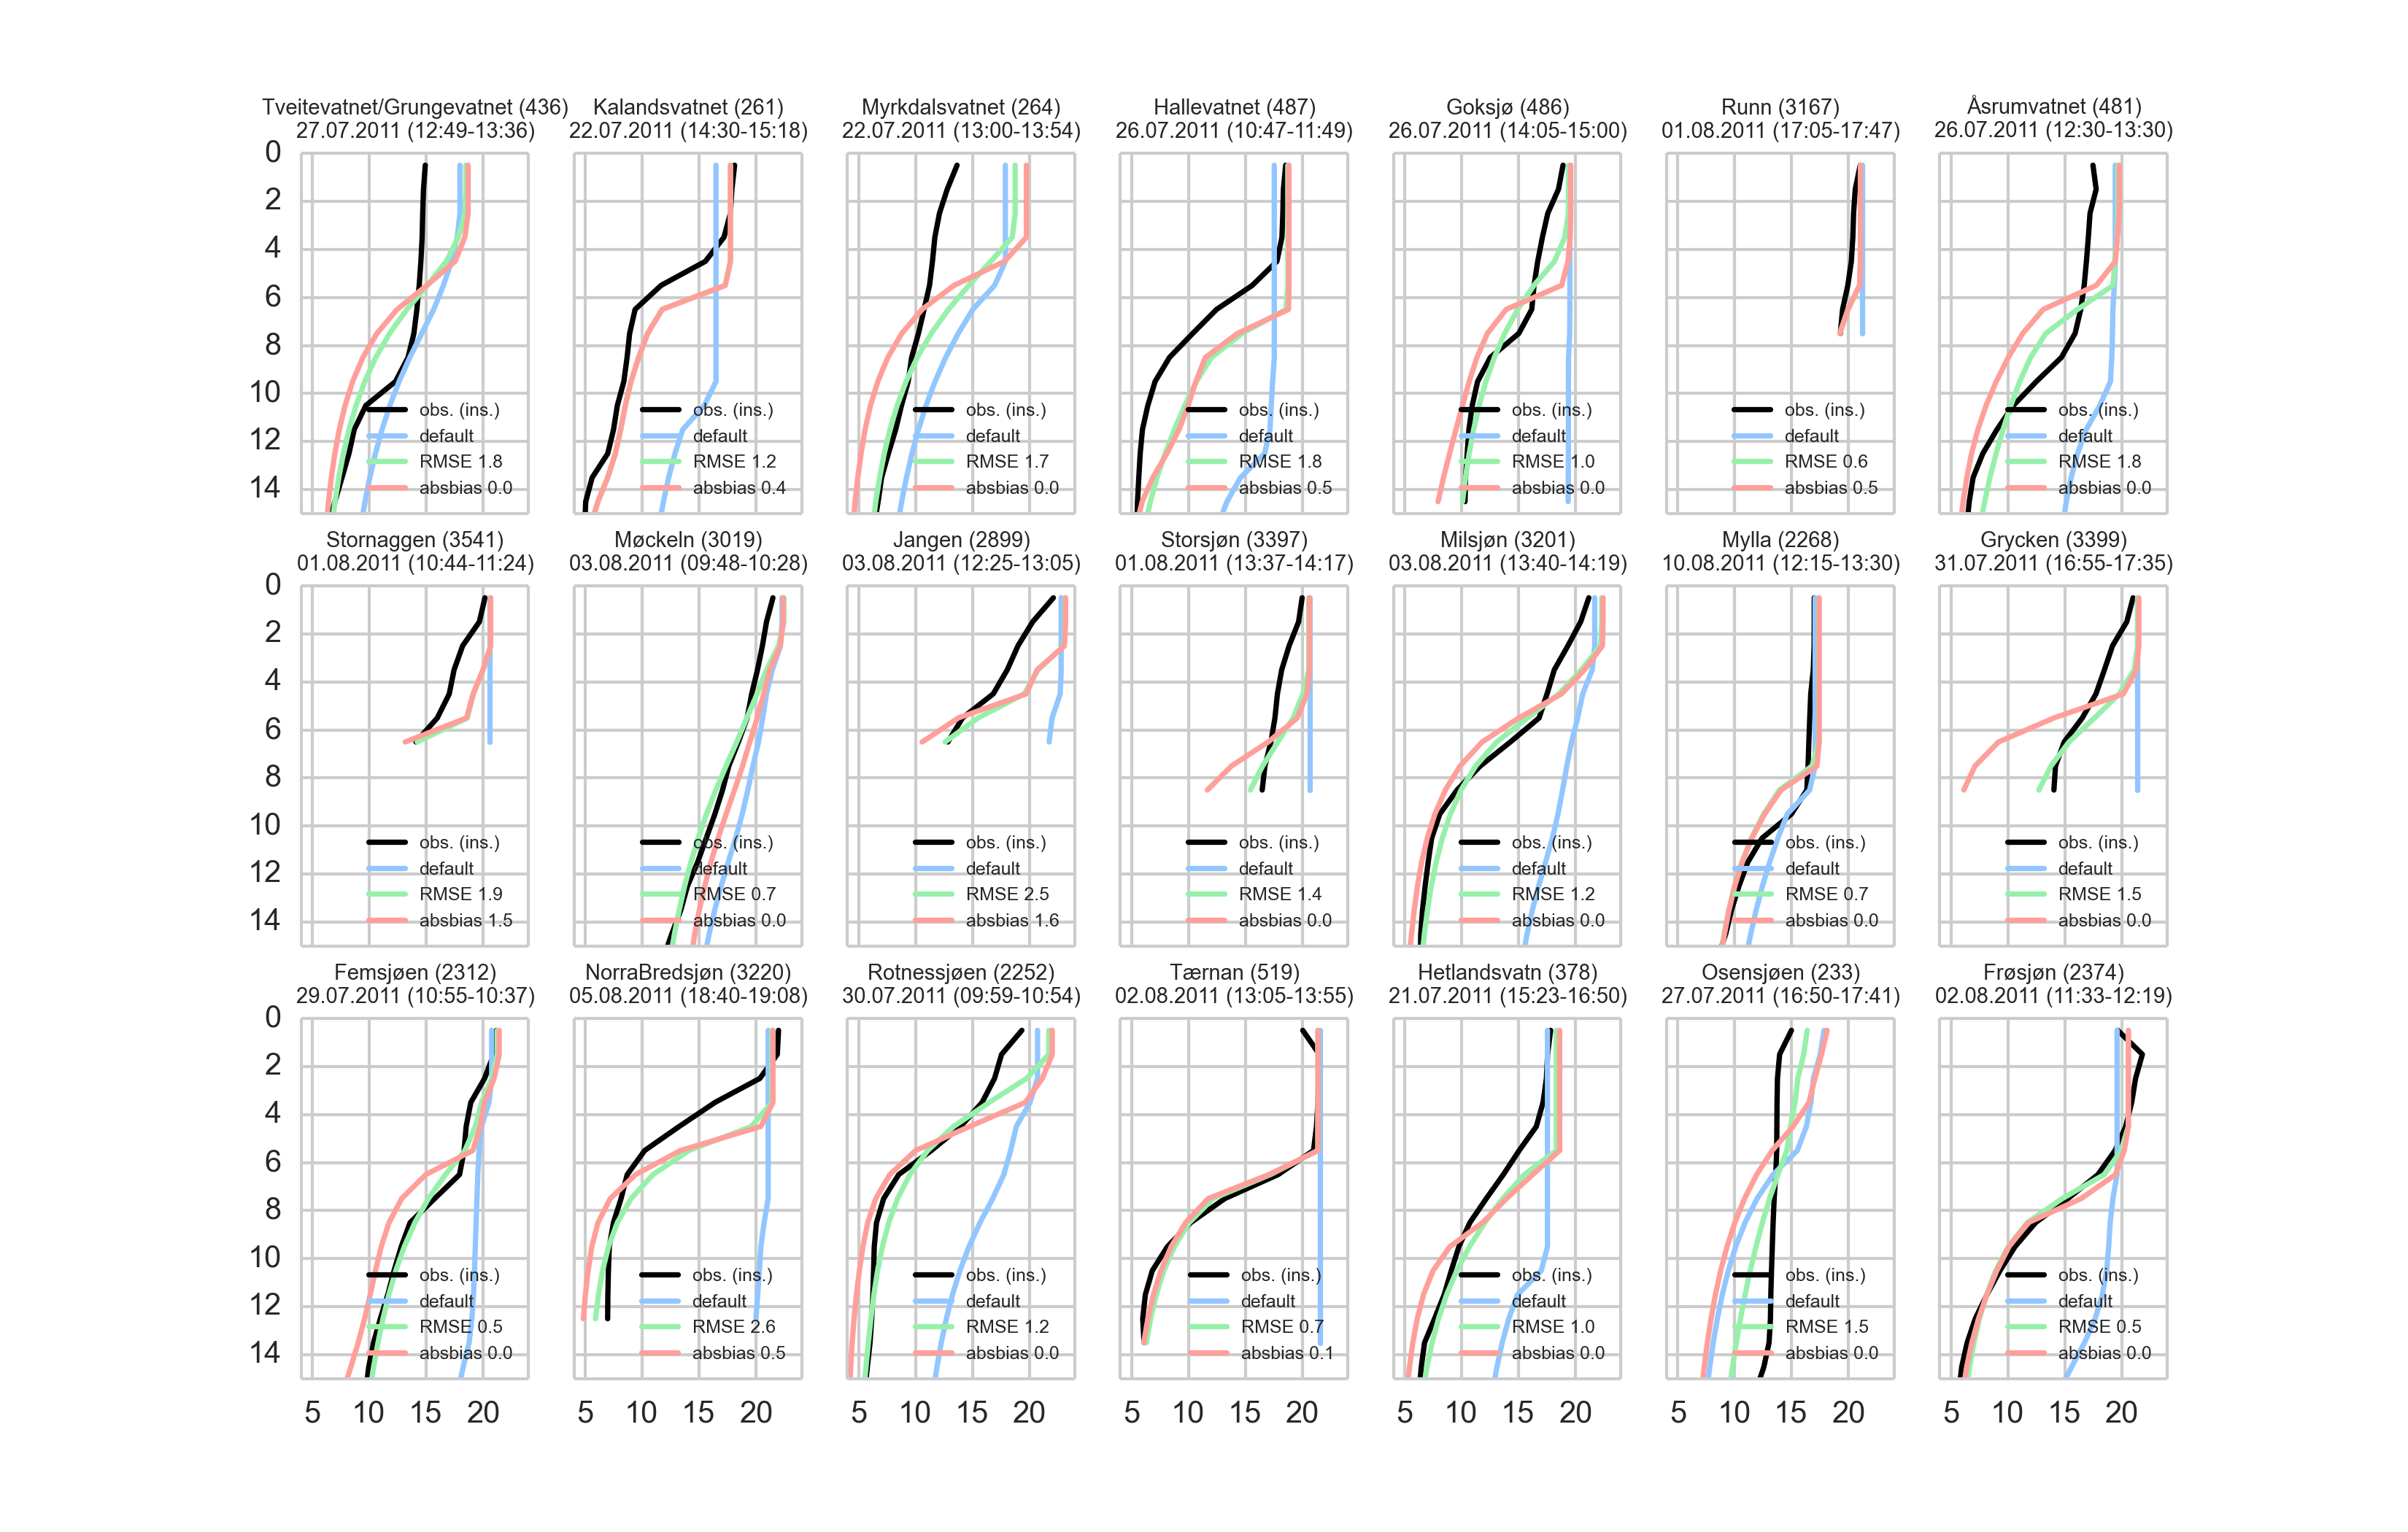 Tveitevatnet/Grungevatnet (436)
27.07.2011 (12:49-13:36)
Kalandsvatnet (261)
22.07.2011 (14:30-15:18)
Myrkdalsvatnet (264)
22.07.2011 (13:00-13:54)
Hallevatnet (487)
26.07.2011 (10:47-11:49)
Goksjø (486)
26.07.2011 (14:05-15:00)
Runn (3167)
01.08.2011 (17:05-17:47)
Åsrumvatnet (481)
26.07.2011 (12:30-13:30)
0
2
4
6
8
10
12
14
obs. (ins.)
default
RMSE 1.8
absbias 0.0
obs. (ins.)
default
RMSE 1.2
absbias 0.4
obs. (ins.)
default
RMSE 1.7
absbias 0.0
obs. (ins.)
default
RMSE 1.8
absbias 0.5
obs. (ins.)
default
RMSE 1.0
absbias 0.0
obs. (ins.)
default
RMSE 0.6
absbias 0.5
obs. (ins.)
default
RMSE 1.8
absbias 0.0
Stornaggen (3541)
01.08.2011 (10:44-11:24)
Møckeln (3019)
03.08.2011 (09:48-10:28)
Jangen (2899)
03.08.2011 (12:25-13:05)
Storsjøn (3397)
01.08.2011 (13:37-14:17)
Milsjøn (3201)
03.08.2011 (13:40-14:19)
Mylla (2268)
10.08.2011 (12:15-13:30)
Grycken (3399)
31.07.2011 (16:55-17:35)
0
2
4
6
8
10
12
14
obs. (ins.)
default
RMSE 1.9
absbias 1.5
obs. (ins.)
default
RMSE 0.7
absbias 0.0
obs. (ins.)
default
RMSE 2.5
absbias 1.6
obs. (ins.)
default
RMSE 1.4
absbias 0.0
obs. (ins.)
default
RMSE 1.2
absbias 0.0
obs. (ins.)
default
RMSE 0.7
absbias 0.0
obs. (ins.)
default
RMSE 1.5
absbias 0.0
Femsjøen (2312)
29.07.2011 (10:55-10:37)
NorraBredsjøn (3220)
05.08.2011 (18:40-19:08)
Rotnessjøen (2252)
30.07.2011 (09:59-10:54)
Tærnan (519)
02.08.2011 (13:05-13:55)
Hetlandsvatn (378)
21.07.2011 (15:23-16:50)
Osensjøen (233)
27.07.2011 (16:50-17:41)
Frøsjøn (2374)
02.08.2011 (11:33-12:19)
0
2
4
6
8
10
12
14
obs. (ins.)
default
RMSE 0.5
absbias 0.0
obs. (ins.)
default
RMSE 2.6
absbias 0.5
obs. (ins.)
default
RMSE 1.2
absbias 0.0
obs. (ins.)
default
RMSE 0.7
absbias 0.1
obs. (ins.)
default
RMSE 1.0
absbias 0.0
obs. (ins.)
default
RMSE 1.5
absbias 0.0
obs. (ins.)
default
RMSE 0.5
absbias 0.0
5 10 15 20
5 10 15 20
5 10 15 20
5 10 15 20
5 10 15 20
5 10 15 20
5 10 15 20